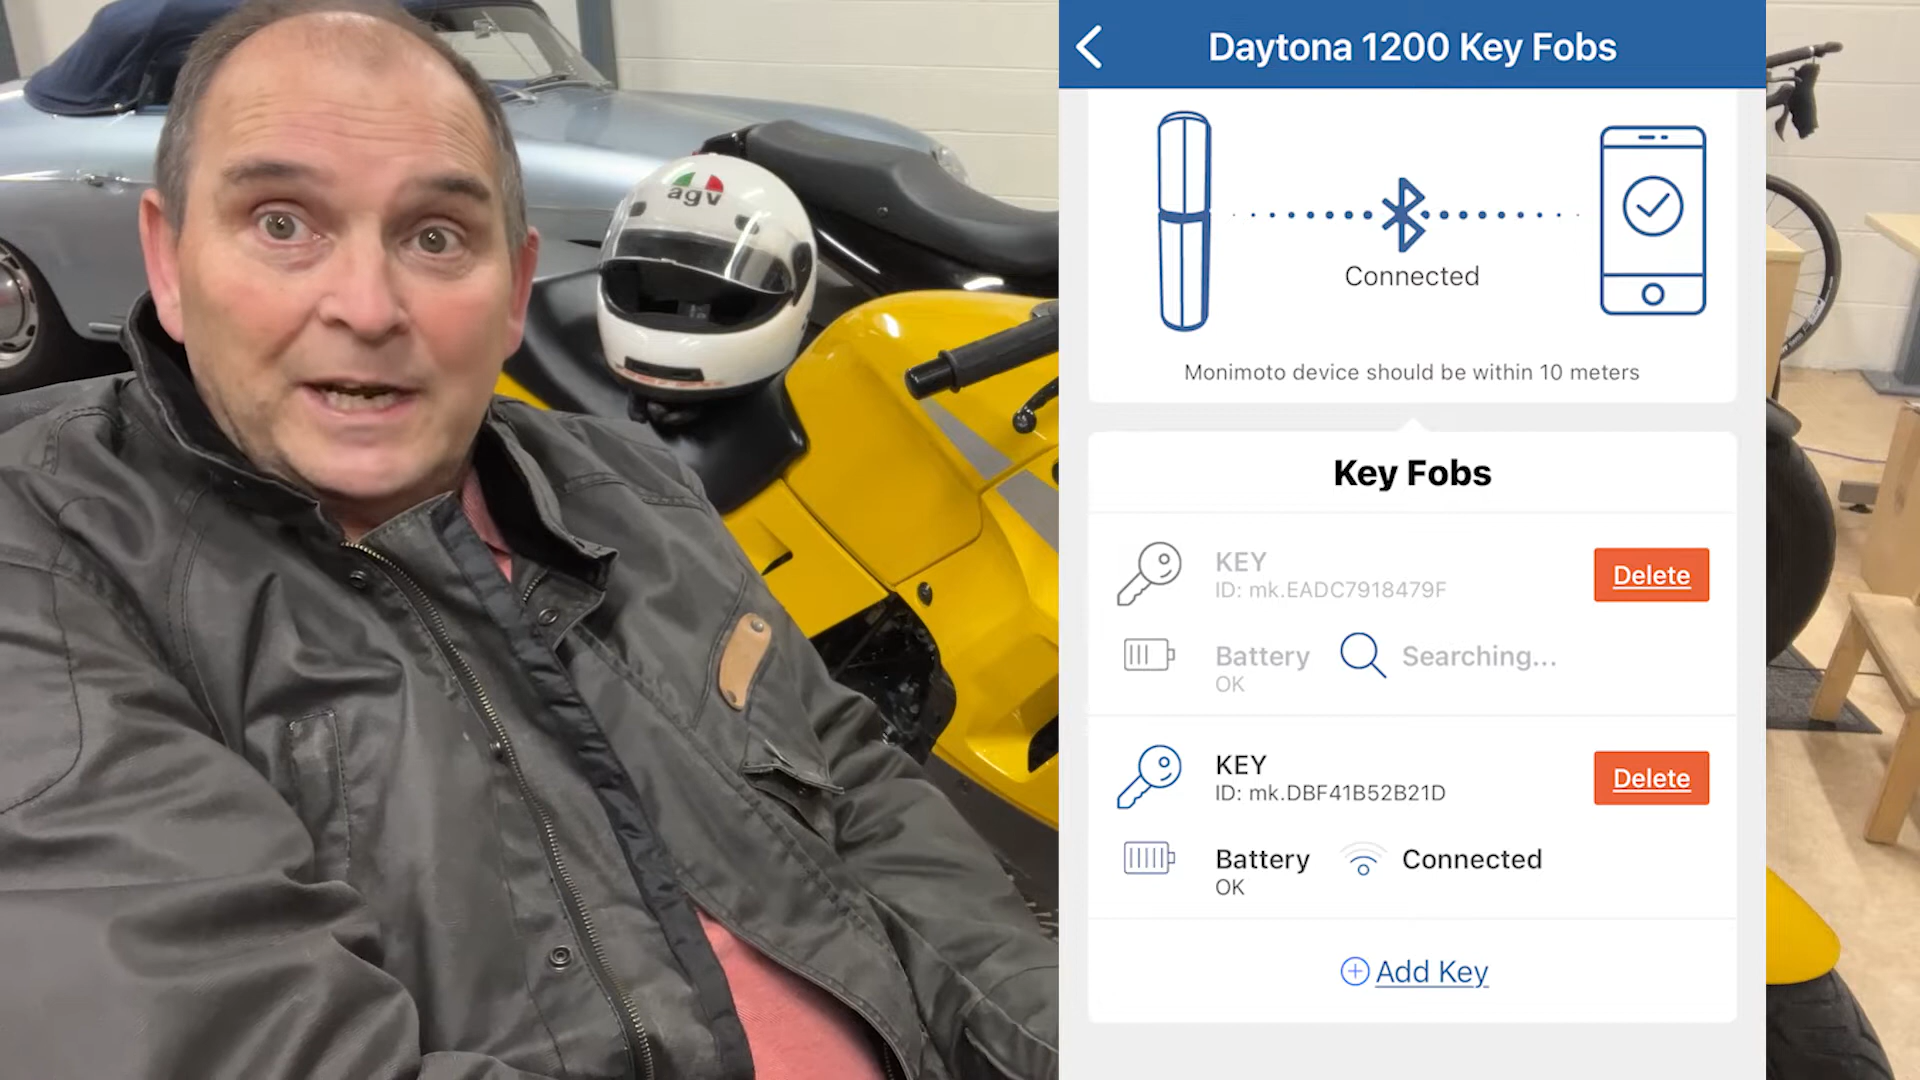 agv
Daytona 1200 Key Fobs
Connected
Monimoto device should be within 10 meters
Key Fobs
KEY
ID: mk.EADC7918479F
Delete
Battery
OK
Searching...
KEY
ID: mk.DBF41B52B21D
Delete
Battery
OK
Connected
Add Key